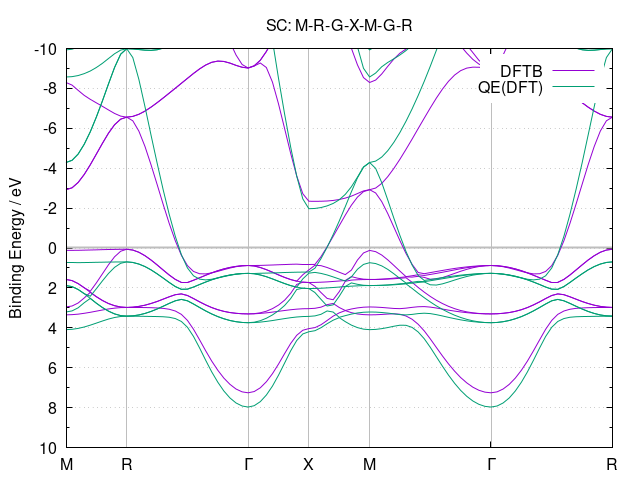 SC: M-R-G-X-M-G-R
DFTB
QE(DFT)
Binding Energy / eV
-10
-8
-6
-4
-2
0
2
4
6
8
10
M R Γ X M Γ R